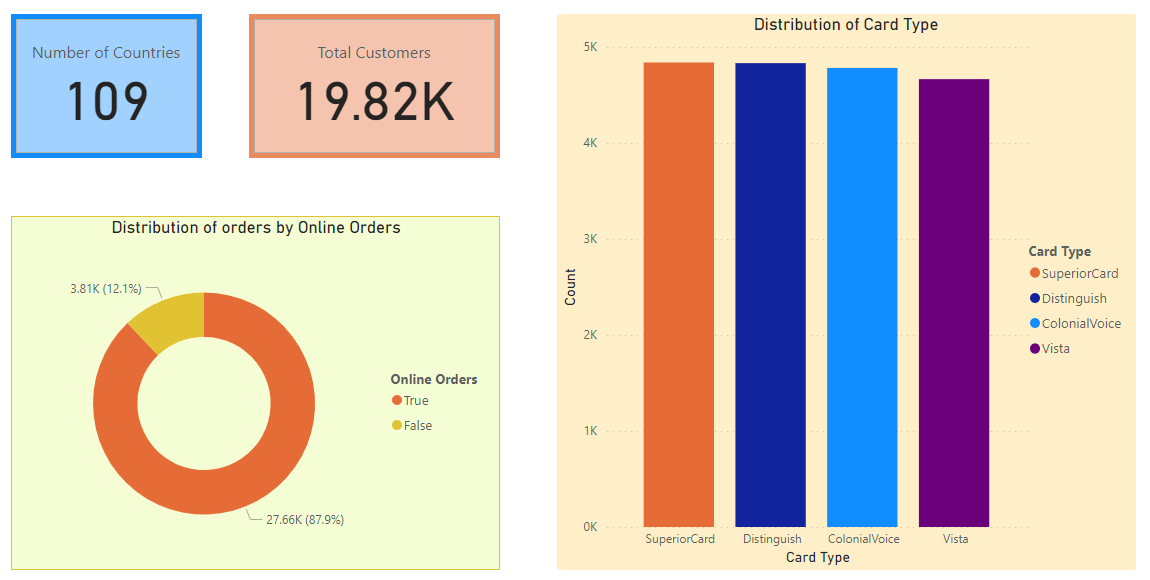 Number of Countries
109
Total Customers
19.82K
Distribution of orders by Online Orders
3.81K (12.1%)
27.66K (87.9%)
Online Orders
True
False
Distribution of Card Type
Count
5K
4K
3K
2K
1K
0K
SuperiorCard
Distinguish
ColonialVoice
Vista
Card Type
Card Type
SuperiorCard
Distinguish
ColonialVoice
Vista